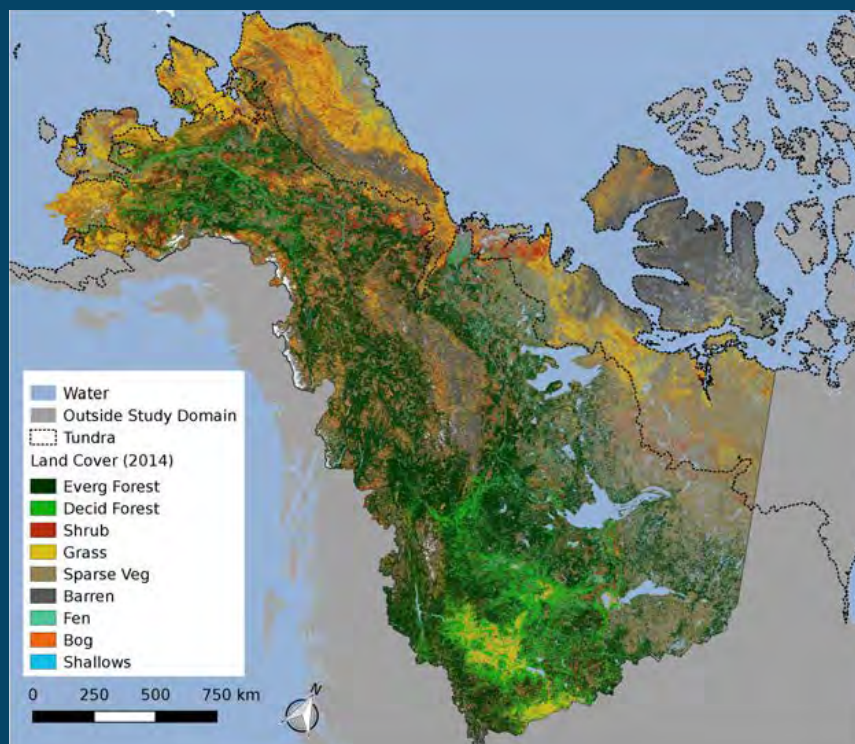 Water
Outside Study Domain
Tundra
Land Cover (2014)
Everg Forest
Decid Forest
Shrub
Grass
Sparse Veg
Barren
Fen
Bog
Shallows
0 250 500 750 km
N